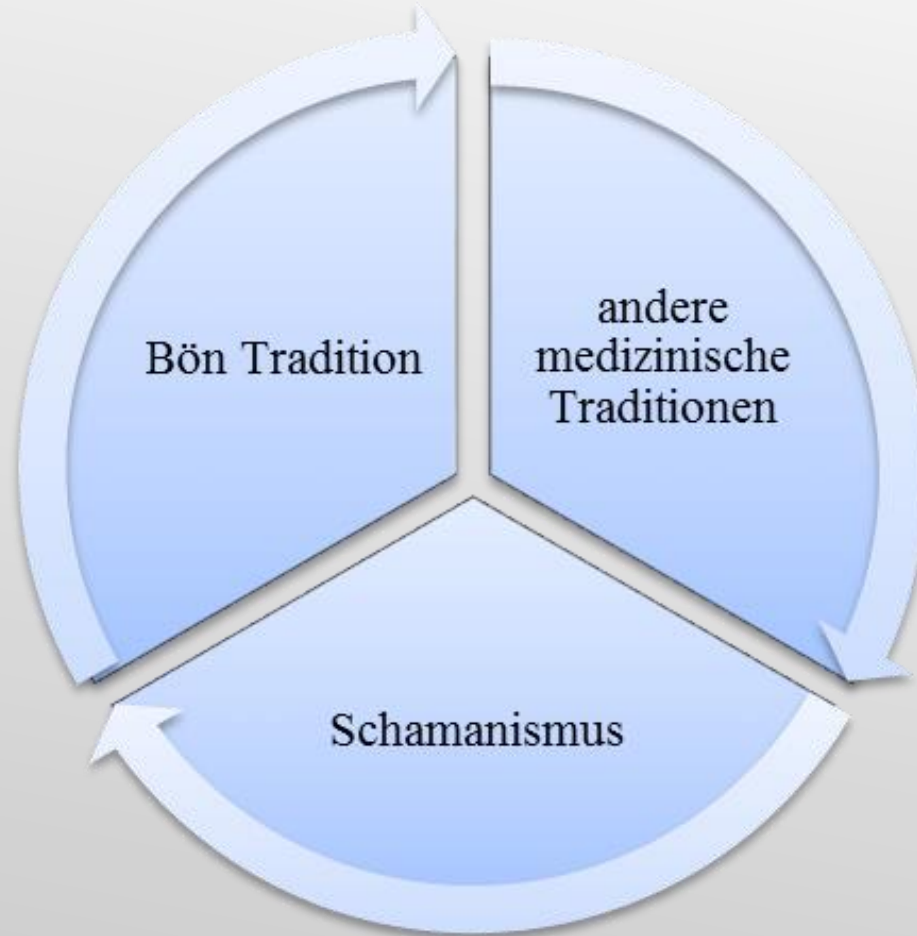 Bön Tradition
andere
medizinische
Traditionen
Schamanismus